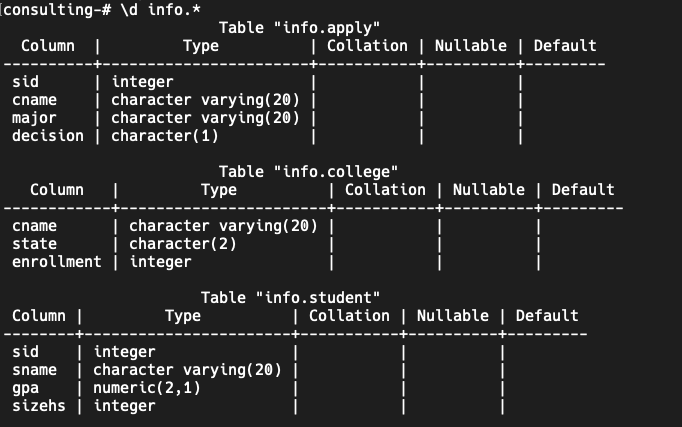 [consulting-# \d info.*
                        Table "info.apply"
  Column  |         Type          | Collation | Nullable | Default
----------+-----------------------+-----------+----------+---------
 sid      | integer               |           |          |
 cname    | character varying(20) |           |          |
 major    | character varying(20) |           |          |
 decision | character(1)          |           |          |

                        Table "info.college"
   Column   |         Type          | Collation | Nullable | Default
------------+-----------------------+-----------+----------+---------
 cname      | character varying(20) |           |          |
 state      | character(2)          |           |          |
 enrollment | integer               |           |          |

                      Table "info.student"
 Column |         Type          | Collation | Nullable | Default
--------+-----------------------+-----------+----------+---------
 sid    | integer               |           |          |
 sname  | character varying(20) |           |          |
 gpa    | numeric(2,1)          |           |          |
 sizehs | integer               |           |          |